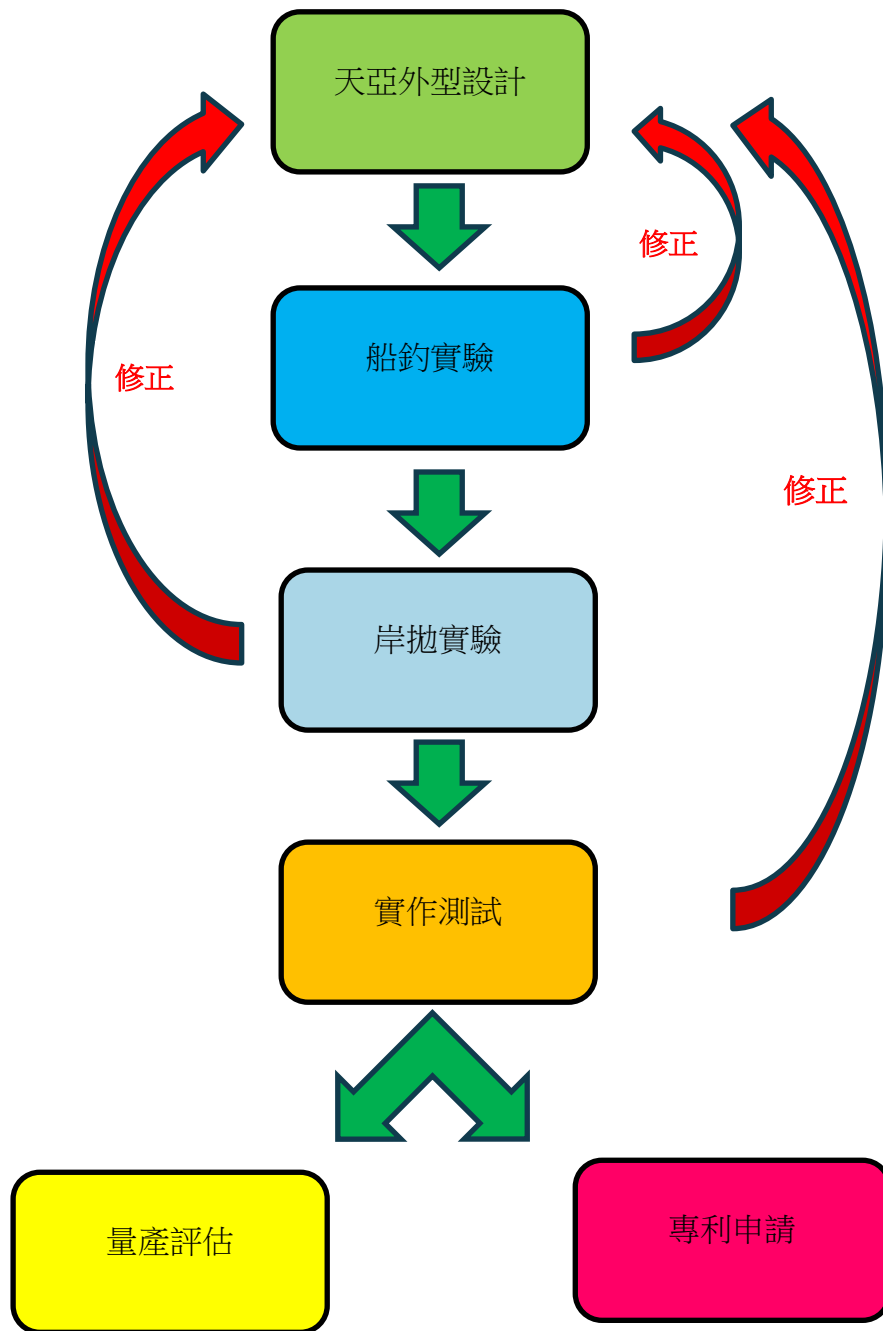 天亞外型設計
修正
船釣實驗
修正
修正
岸拋實驗
實作測試
量產評估
專利申請